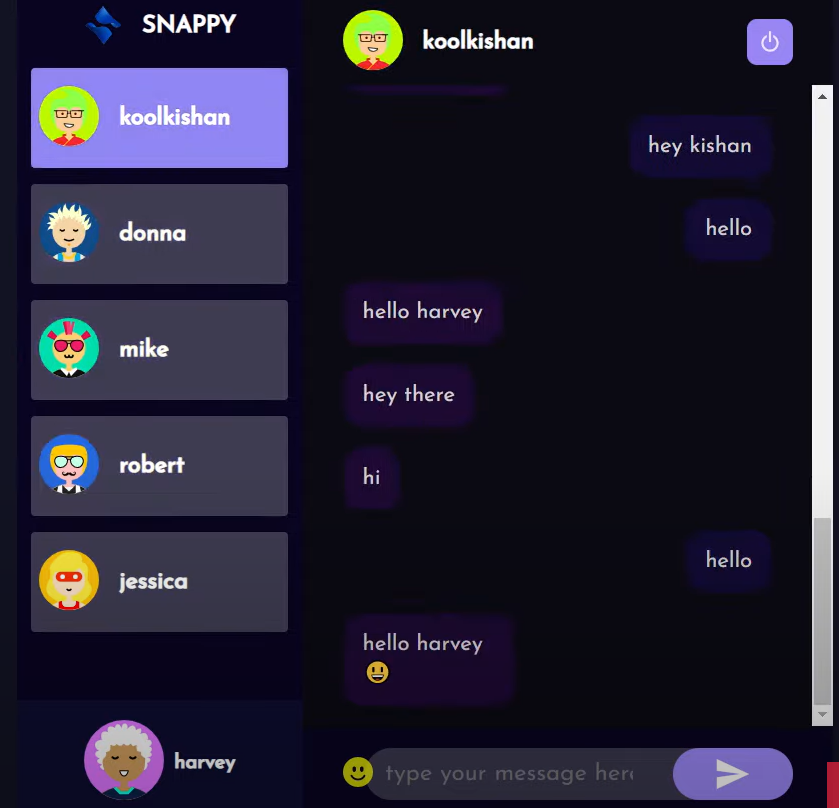 SNAPPY
koolkishan
donna
mike
robert
jessica
harvey
koolkishan
hey kishan
hello
hello harvey
hey there
hi
hello
hello harvey
😃
type your message here